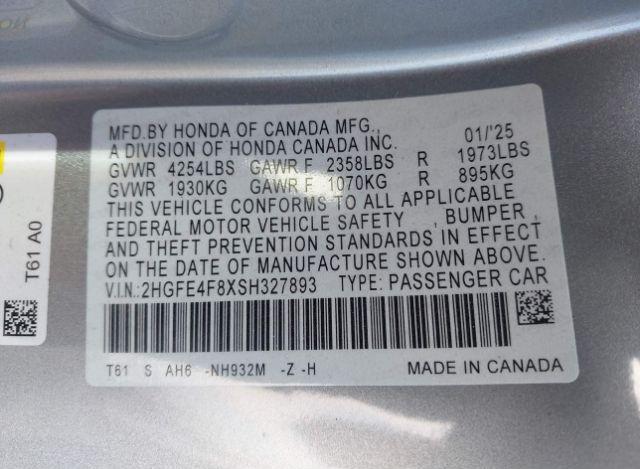 MFD.BY HONDA OF CANADA MFG.,
A DIVISION OF HONDA CANADA INC. 01/'25
GVWR 4254LBS GAWR F 2358LBS R 1973LBS
GVWR 1930KG GAWR F 1070KG R 895KG
THIS VEHICLE CONFORMS TO ALL APPLICABLE
FEDERAL MOTOR VEHICLE SAFETY , BUMPER ,
AND THEFT PREVENTION STANDARDS IN EFFECT
ON THE DATE OF MANUFACTURE SHOWN ABOVE.
V.I.N.:2HGFE4F8XSH327893 TYPE: PASSENGER CAR
T61 S AH6 -NH932M -Z -H MADE IN CANADA
T61 A0